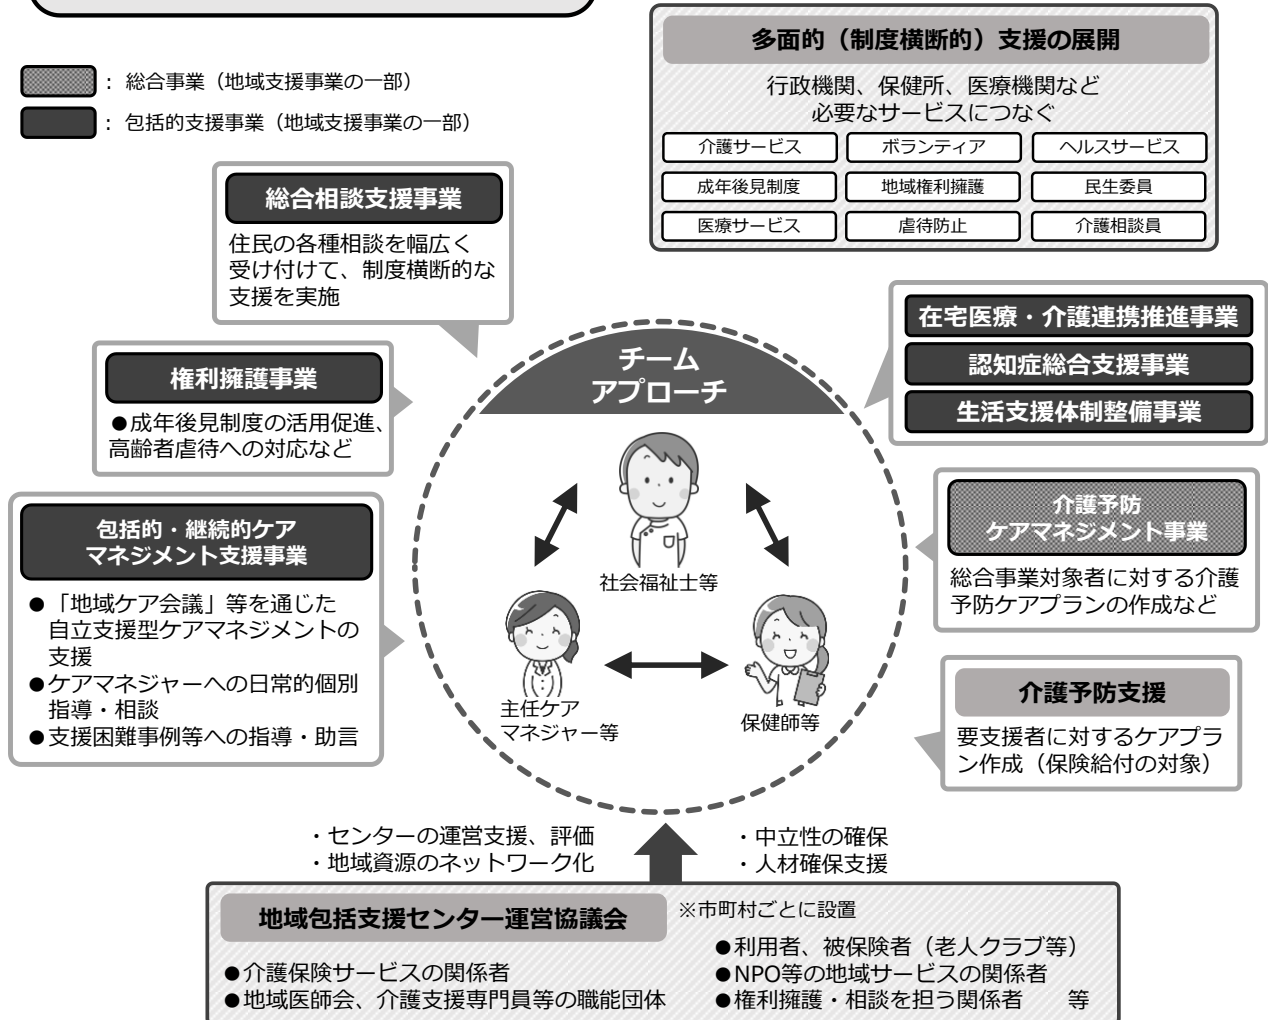 多面的（制度横断的）支援の展開
行政機関、保健所、医療機関など
必要なサービスにつなぐ
介護サービス
ボランティア
ヘルスサービス
成年後見制度
地域権利擁護
民生委員
医療サービス
虐待防止
介護相談員
： 総合事業（地域支援事業の一部）
： 包括的支援事業（地域支援事業の一部）
総合相談支援事業
住民の各種相談を幅広く
受け付けて、制度横断的な
支援を実施
権利擁護事業
●成年後見制度の活用促進、
高齢者虐待への対応など
包括的・継続的ケア
マネジメント支援事業
●「地域ケア会議」等を通じた
自立支援型ケアマネジメントの
支援
●ケアマネジャーへの日常的個別
指導・相談
●支援困難事例等への指導・助言
チーム
アプローチ
社会福祉士等
主任ケア
マネジャー等
保健師等
在宅医療・介護連携推進事業
認知症総合支援事業
生活支援体制整備事業
介護予防
ケアマネジメント事業
総合事業対象者に対する介護
予防ケアプランの作成など
介護予防支援
要支援者に対するケアプラ
ン作成（保険給付の対象）
・センターの運営支援、評価
・地域資源のネットワーク化
・中立性の確保
・人材確保支援
地域包括支援センター運営協議会
※市町村ごとに設置
●介護保険サービスの関係者
●地域医師会、介護支援専門員等の職能団体
●利用者、被保険者（老人クラブ等）
●NPO等の地域サービスの関係者
●権利擁護・相談を担う関係者　等